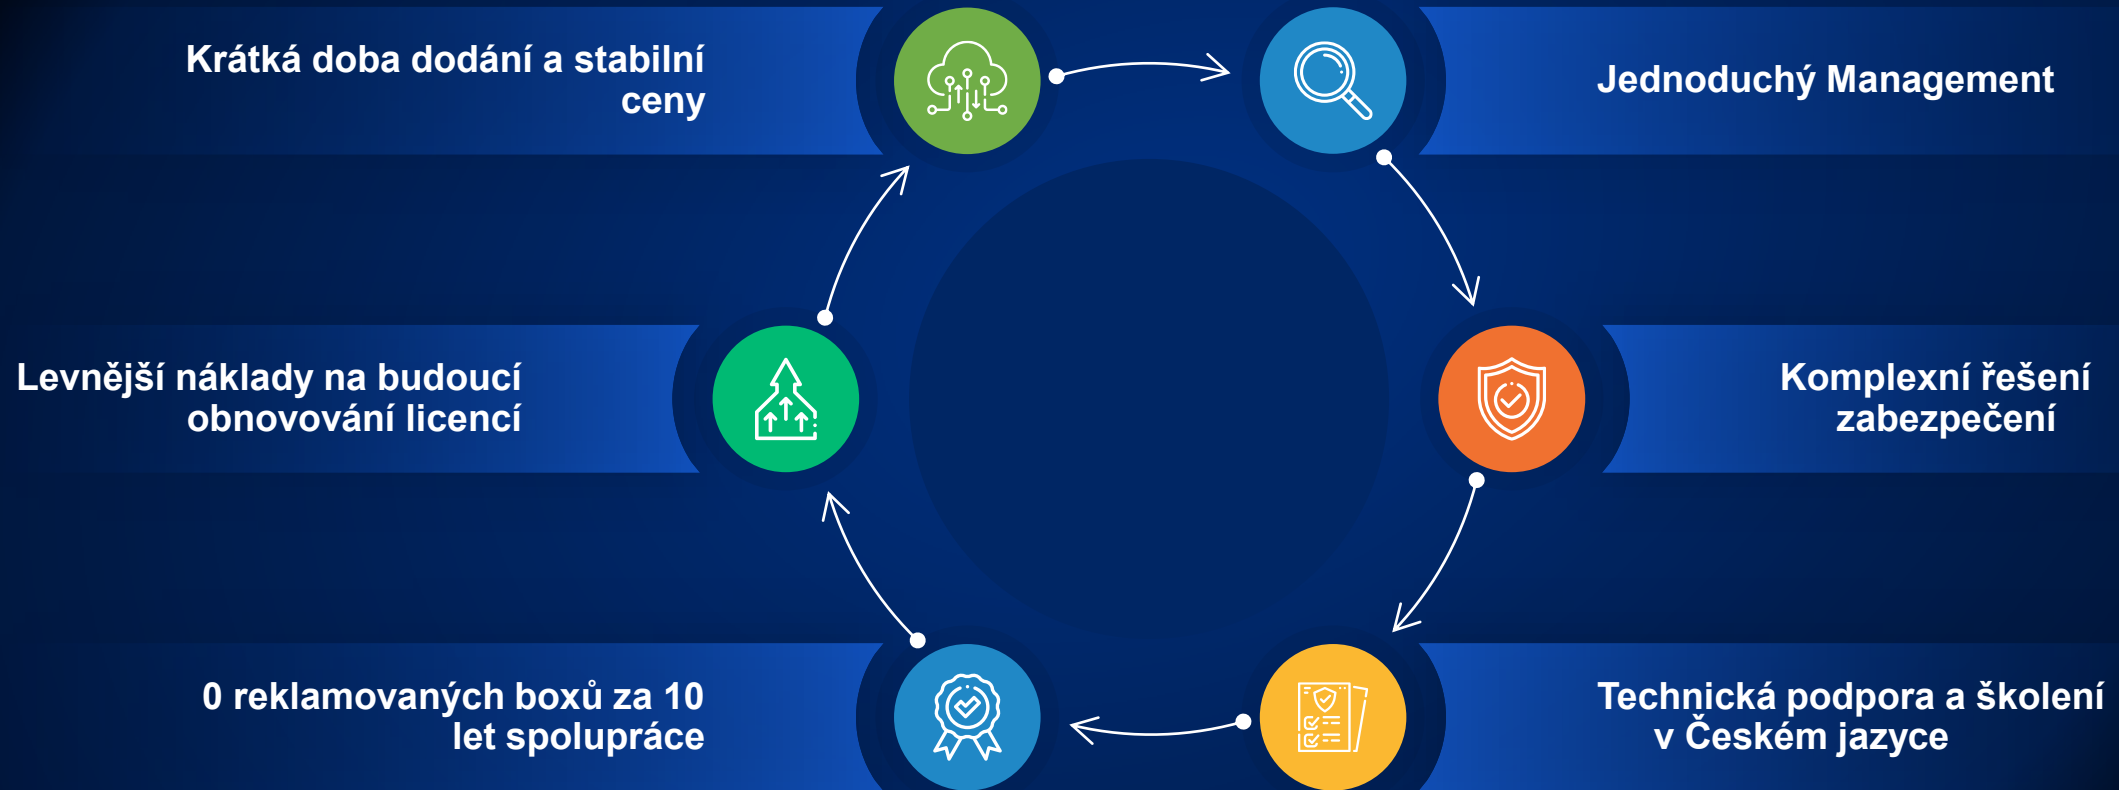 Krátká doba dodání a stabilní
ceny
Jednoduchý Management
Levnější náklady na budoucí
obnovování licencí
Komplexní řešení
zabezpečení
0 reklamovaných boxů za 10
let spolupráce
Technická podpora a školení
v Českém jazyce